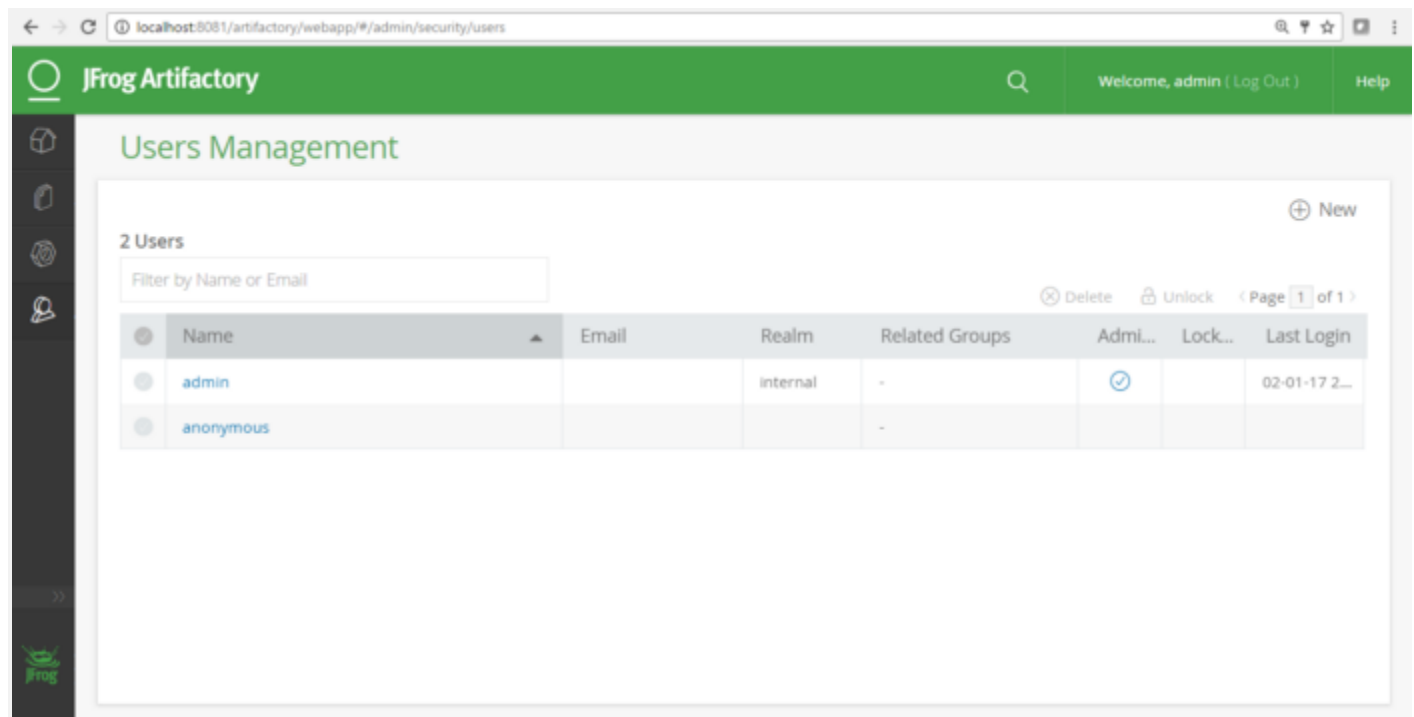 localhost:8081/artifactory/webapp/#/admin/security/users
JFrog Artifactory
Welcome, admin ( Log Out )
Help
Users Management
New
2 Users
Filter by Name or Email
Delete Unlock Page 1 of 1
Name Email Realm Related Groups Admi... Lock... Last Login
admin internal - 02-01-17 2...
anonymous -
JFrog